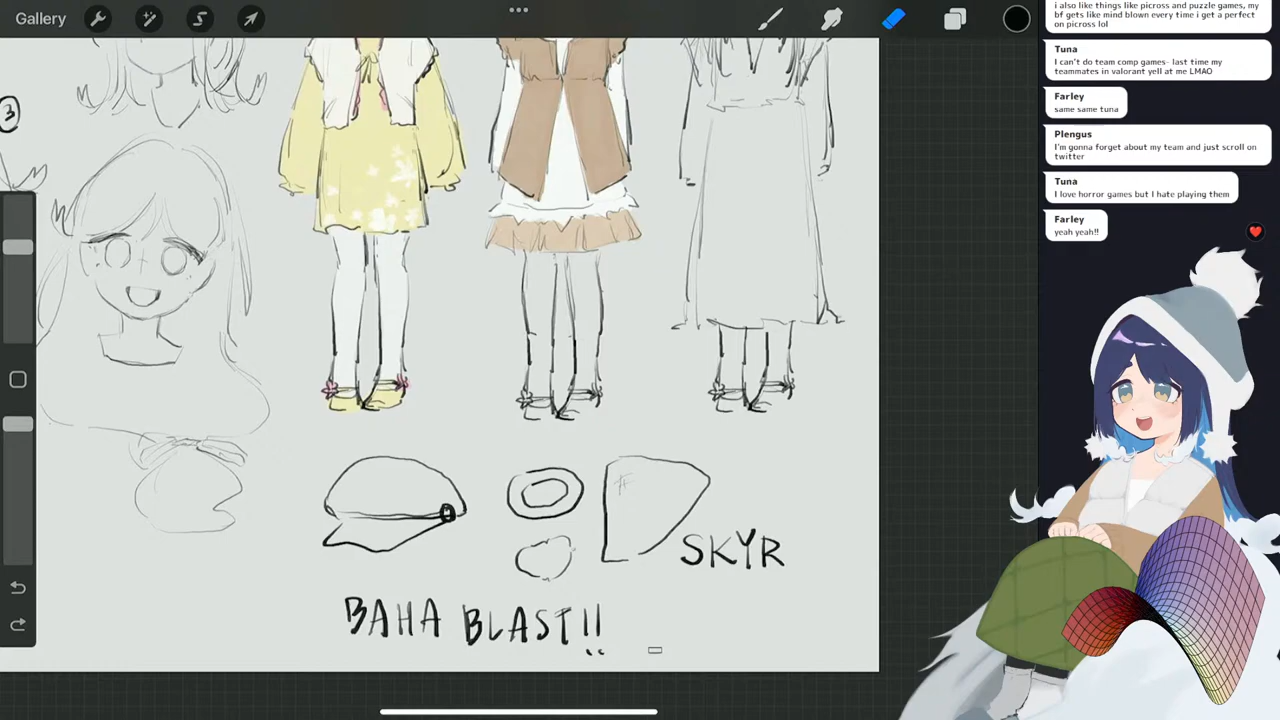 Gallery
i also like things like picross and puzzle games, my
bf gets like mind blown every time i get a perfect
on picross lol
Tuna
I can't do team comp games- last time my
teammates in valorant yell at me LMAO
Farley
same same tuna
Plengus
I'm gonna forget about my team and just scroll on
twitter
Tuna
I love horror games but I hate playing them
Farley
yeah yeah!!
3
SKYR
BAHA BLAST!!